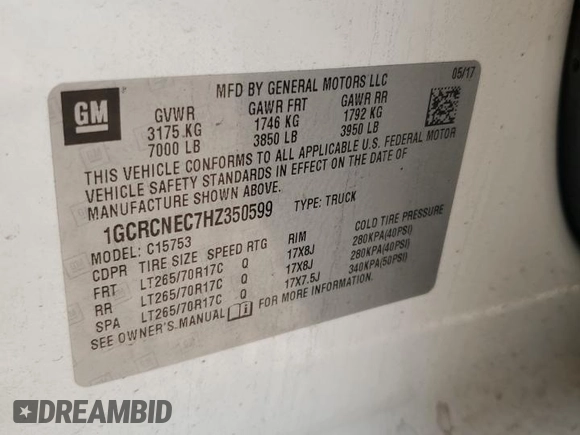 GM
MFD BY GENERAL MOTORS LLC 05/17
GVWR GAWR FRT GAWR RR
3175 KG 1746 KG 1792 KG
7000 LB 3850 LB 3950 LB
THIS VEHICLE CONFORMS TO ALL APPLICABLE U.S. FEDERAL MOTOR
VEHICLE SAFETY STANDARDS IN EFFECT ON THE DATE OF
MANUFACTURE SHOWN ABOVE.
1GCRCNEC7HZ350599 TYPE: TRUCK
MODEL: C15753
CDPR TIRE SIZE SPEED RTG RIM COLD TIRE PRESSURE
FRT LT265/70R17C Q 17X8J 280KPA(40PSI)
RR LT265/70R17C Q 17X8J 280KPA(40PSI)
SPA LT265/70R17C Q 17X7.5J 340KPA(50PSI)
SEE OWNER'S MANUAL FOR MORE INFORMATION.
DREAMBID